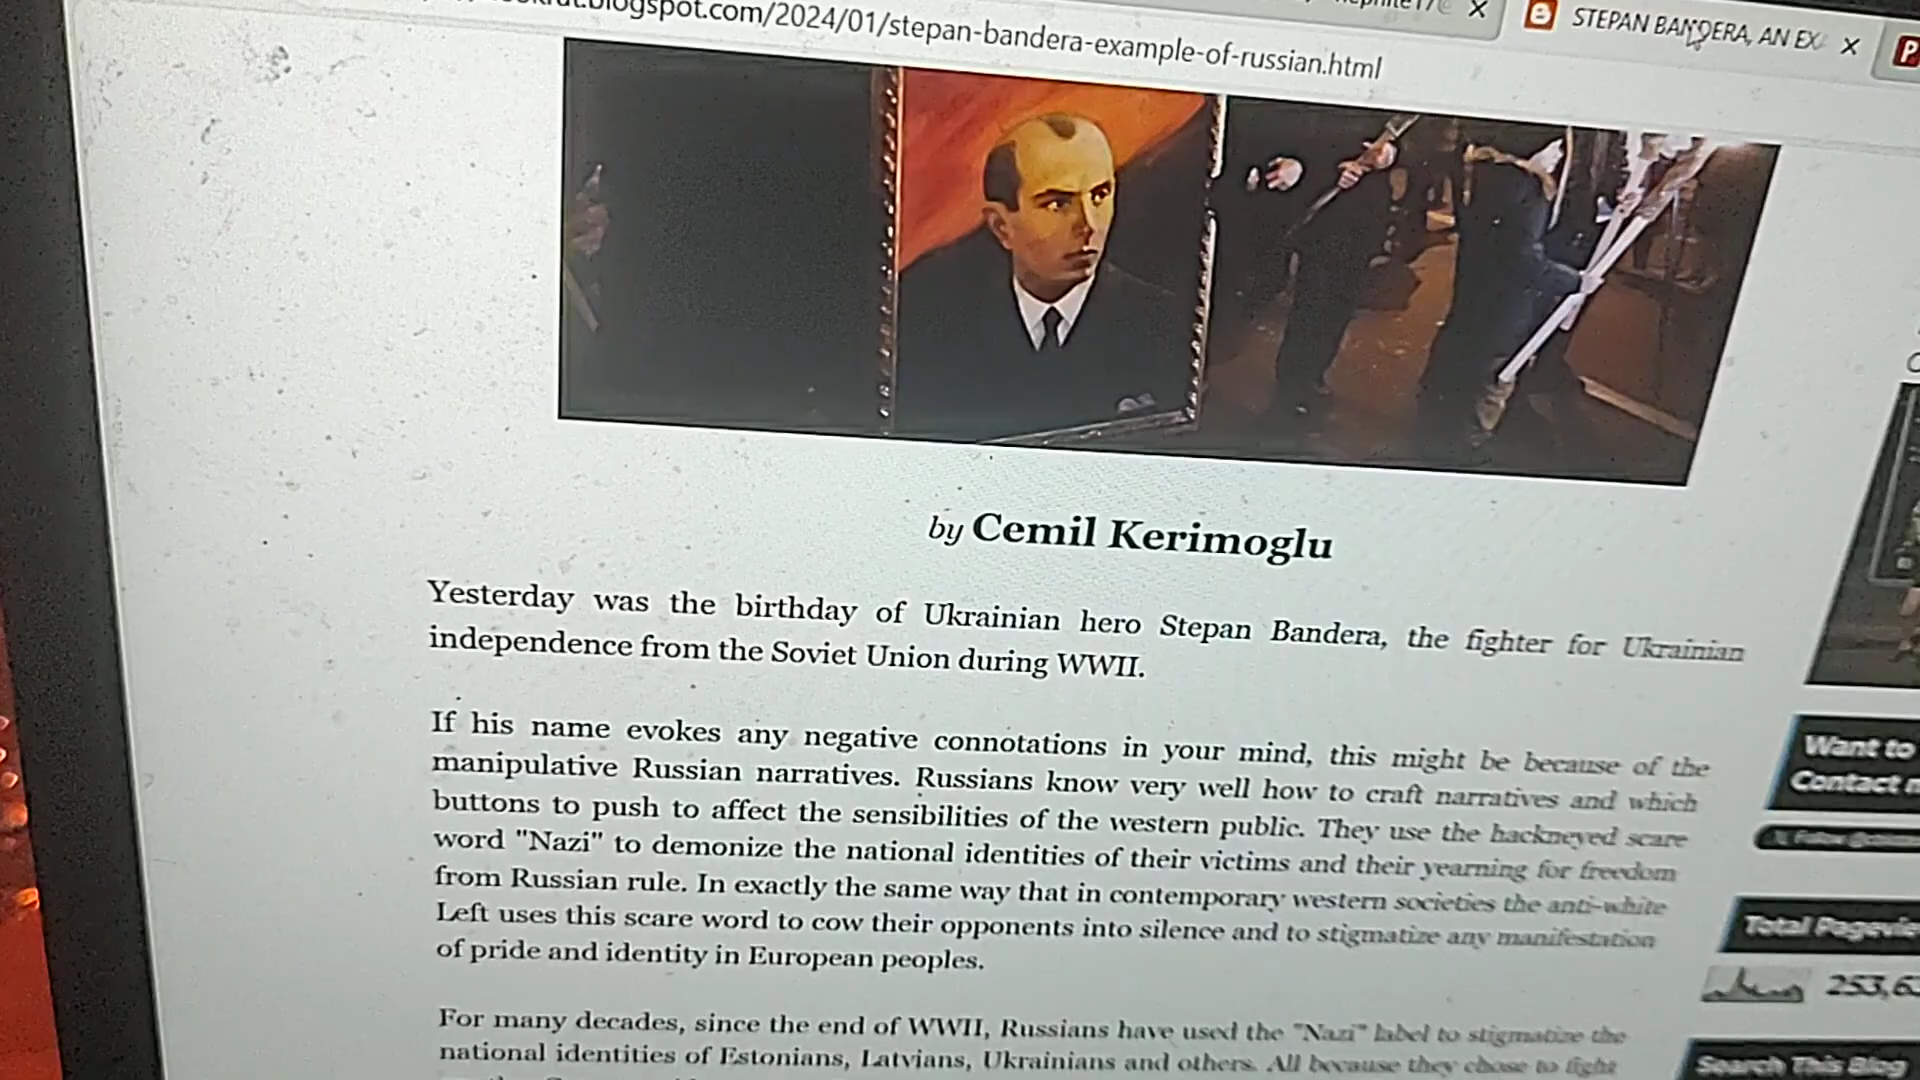 .blogspot.com/2024/01/stepan-bandera-example-of-russian.html
STEPAN BANDERA, AN EX
by Cemil Kerimoglu
Yesterday was the birthday of Ukrainian hero Stepan Bandera, the fighter for Ukrainian
independence from the Soviet Union during WWII.
If his name evokes any negative connotations in your mind, this might be because of the
manipulative Russian narratives. Russians know very well how to craft narratives and which
buttons to push to affect the sensibilities of the western public. They use the hackneyed scare
word "Nazi" to demonize the national identities of their victims and their yearning for freedom
from Russian rule. In exactly the same way that in contemporary western societies the anti-white
Left uses this scare word to cow their opponents into silence and to stigmatize any manifestation
of pride and identity in European peoples.
For many decades, since the end of WWII, Russians have used the "Nazi" label to stigmatize the
national identities of Estonians, Latvians, Ukrainians and others. All because they chose to fight
Want to
Contact
Total Pagevie
253,6
Search This Blog